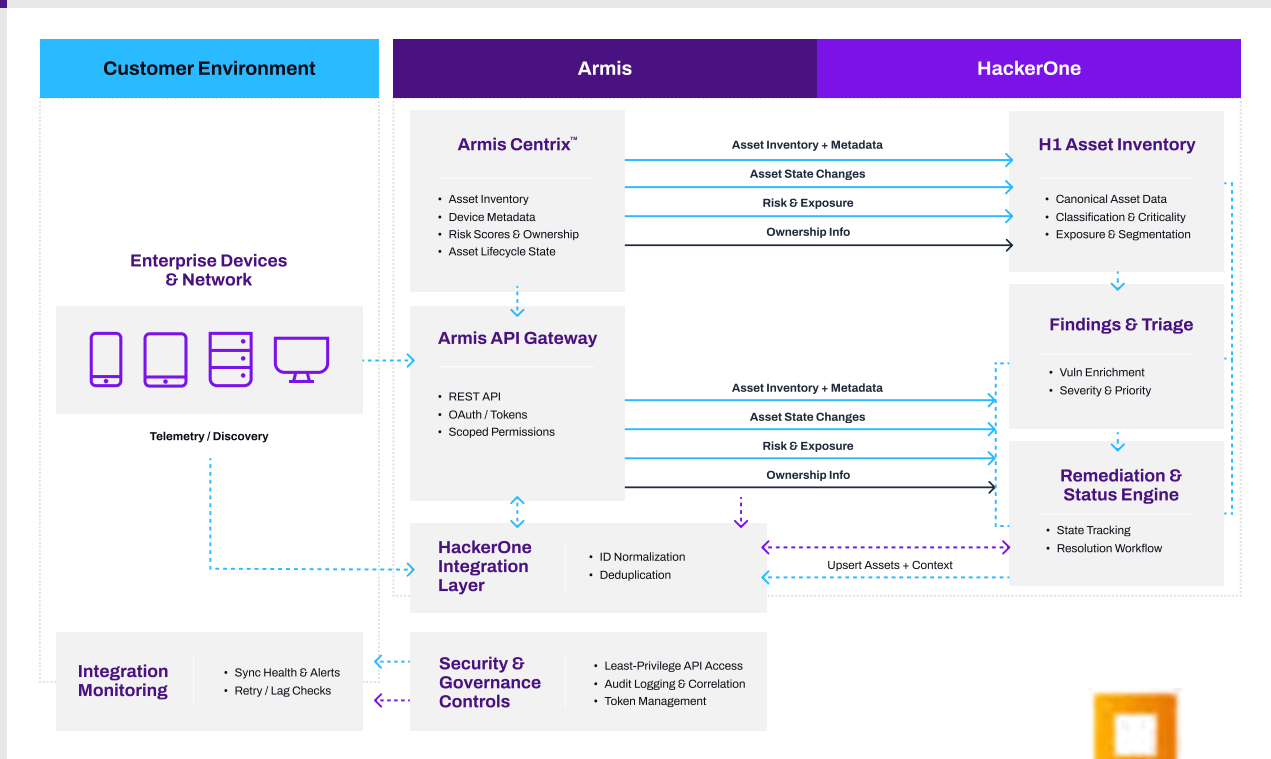 Customer Environment
Armis
HackerOne
Enterprise Devices
& Network
Telemetry / Discovery
Armis Centrix™
• Asset Inventory
• Device Metadata
• Risk Scores & Ownership
• Asset Lifecycle State
Asset Inventory + Metadata
Asset State Changes
Risk & Exposure
Ownership Info
H1 Asset Inventory
• Canonical Asset Data
• Classification & Criticality
• Exposure & Segmentation
Armis API Gateway
• REST API
• OAuth / Tokens
• Scoped Permissions
Asset Inventory + Metadata
Asset State Changes
Risk & Exposure
Ownership Info
Findings & Triage
• Vuln Enrichment
• Severity & Priority
Remediation &
Status Engine
• State Tracking
• Resolution Workflow
HackerOne
Integration
Layer
• ID Normalization
• Deduplication
Upsert Assets + Context
Integration
Monitoring
• Sync Health & Alerts
• Retry / Lag Checks
Security &
Governance
Controls
• Least-Privilege API Access
• Audit Logging & Correlation
• Token Management